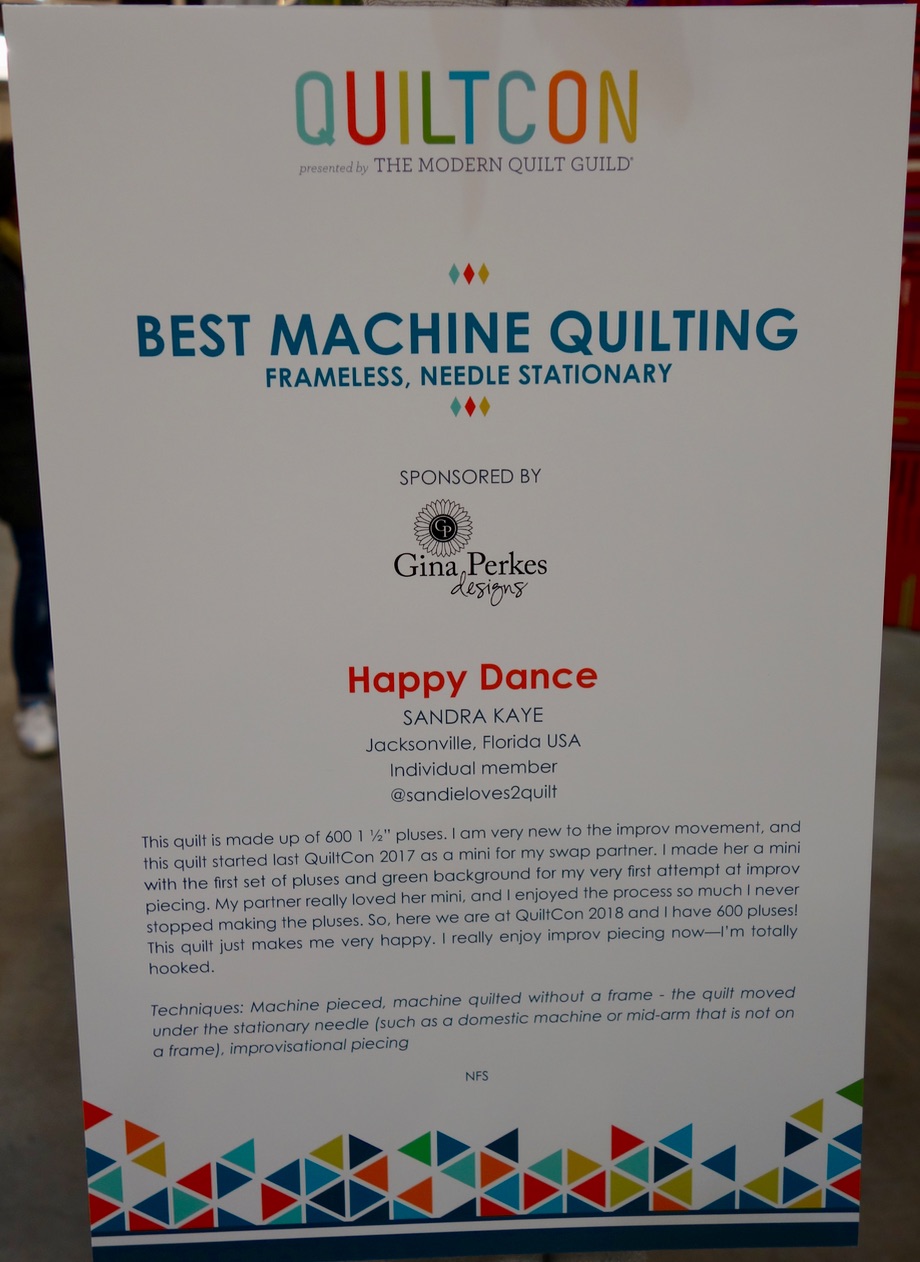 QUILTCON
presented by THE MODERN QUILT GUILD®
BEST MACHINE QUILTING
FRAMELESS, NEEDLE STATIONARY
SPONSORED BY
GP
Gina Perkes
designs
Happy Dance
SANDRA KAYE
Jacksonville, Florida USA
Individual member
@sandieloves2quilt
This quilt is made up of 600 1 ½" pluses. I am very new to the improv movement, and
this quilt started last QuiltCon 2017 as a mini for my swap partner. I made her a mini
with the first set of pluses and green background for my very first attempt at improv
piecing. My partner really loved her mini, and I enjoyed the process so much I never
stopped making the pluses. So, here we are at QuiltCon 2018 and I have 600 pluses!
This quilt just makes me very happy. I really enjoy improv piecing now—I'm totally
hooked.
Techniques: Machine pieced, machine quilted without a frame - the quilt moved
under the stationary needle (such as a domestic machine or mid-arm that is not on
a frame), improvisational piecing
NFS